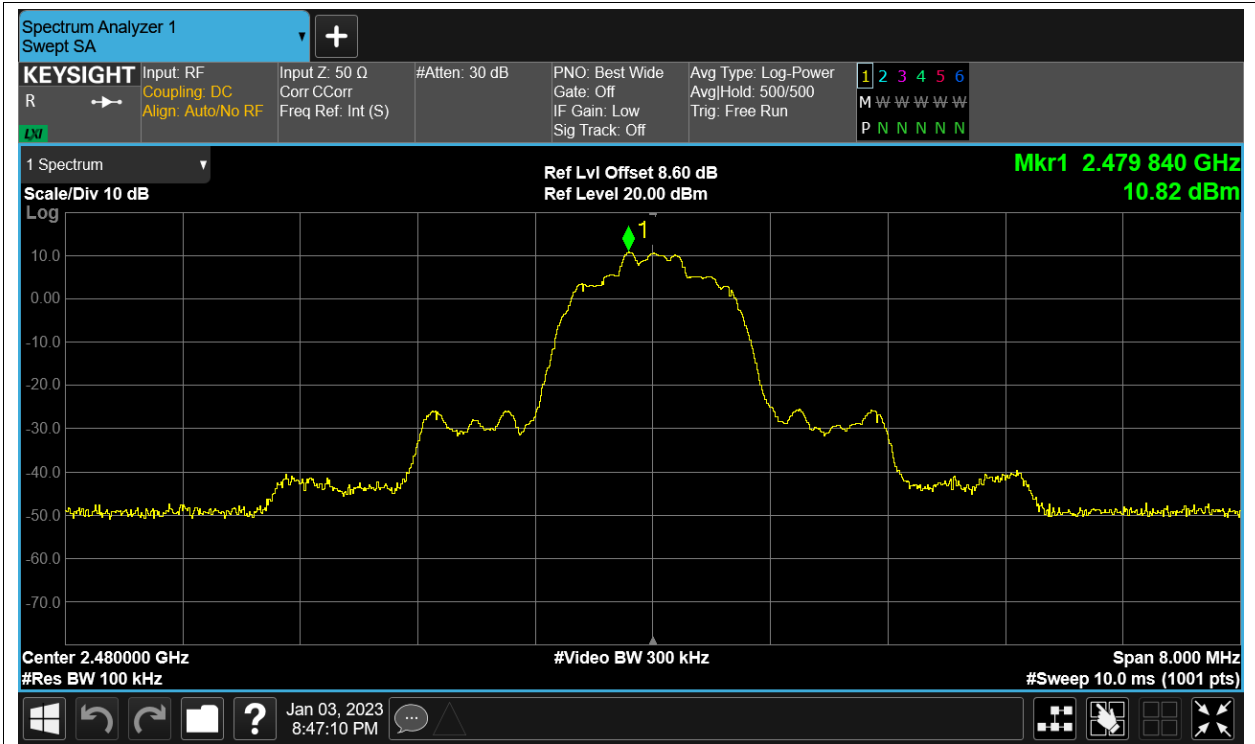 Spectrum Analyzer 1
Swept SA
KEYSIGHT
R
LXI
Input: RF
Coupling: DC
Align: Auto/No RF
Input Z: 50 Ω
Corr CCorr
Freq Ref: Int (S)
#Atten: 30 dB
PNO: Best Wide
Gate: Off
IF Gain: Low
Sig Track: Off
Avg Type: Log-Power
Avg|Hold: 500/500
Trig: Free Run
1 2 3 4 5 6
M W W W W W
P N N N N N
1 Spectrum
Scale/Div 10 dB
Log
Ref Lvl Offset 8.60 dB
Ref Level 20.00 dBm
Mkr1 2.479 840 GHz
10.82 dBm
1
10.0
0.00
-10.0
-20.0
-30.0
-40.0
-50.0
-60.0
-70.0
Center 2.480000 GHz
#Res BW 100 kHz
#Video BW 300 kHz
Span 8.000 MHz
#Sweep 10.0 ms (1001 pts)
?
Jan 03, 2023
8:47:10 PM